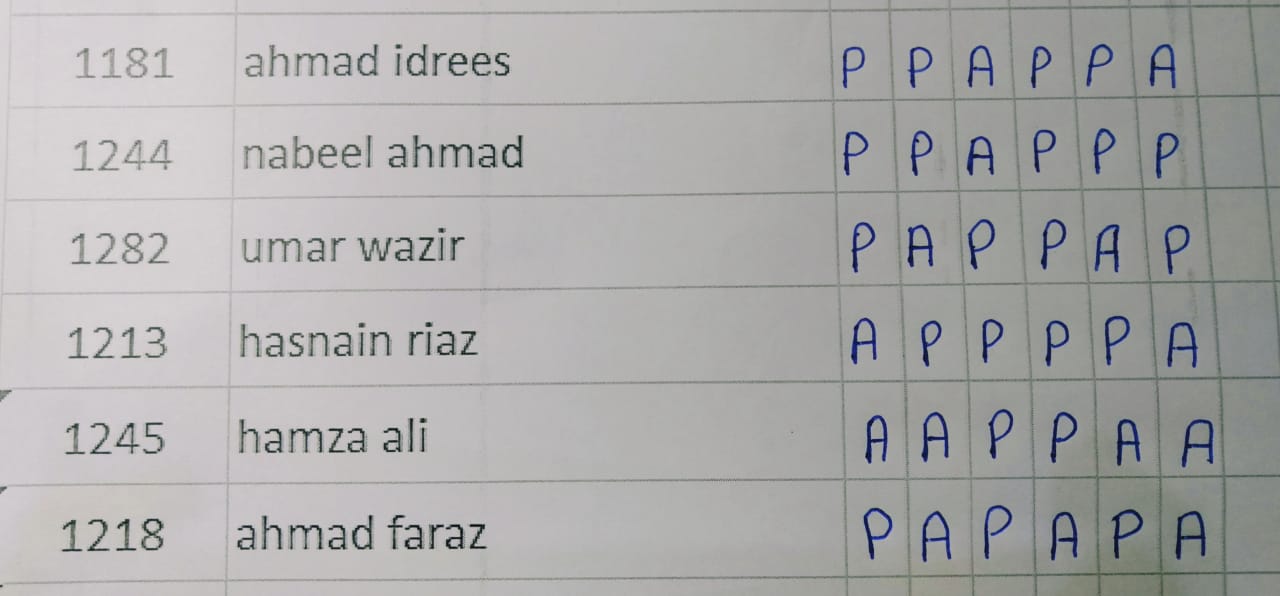 1181 ahmad idrees P P A P P A
1244 nabeel ahmad P P A P P P
1282 umar wazir P A P P A P
1213 hasnain riaz A P P P P A
1245 hamza ali A A P P A A
1218 ahmad faraz P A P A P A